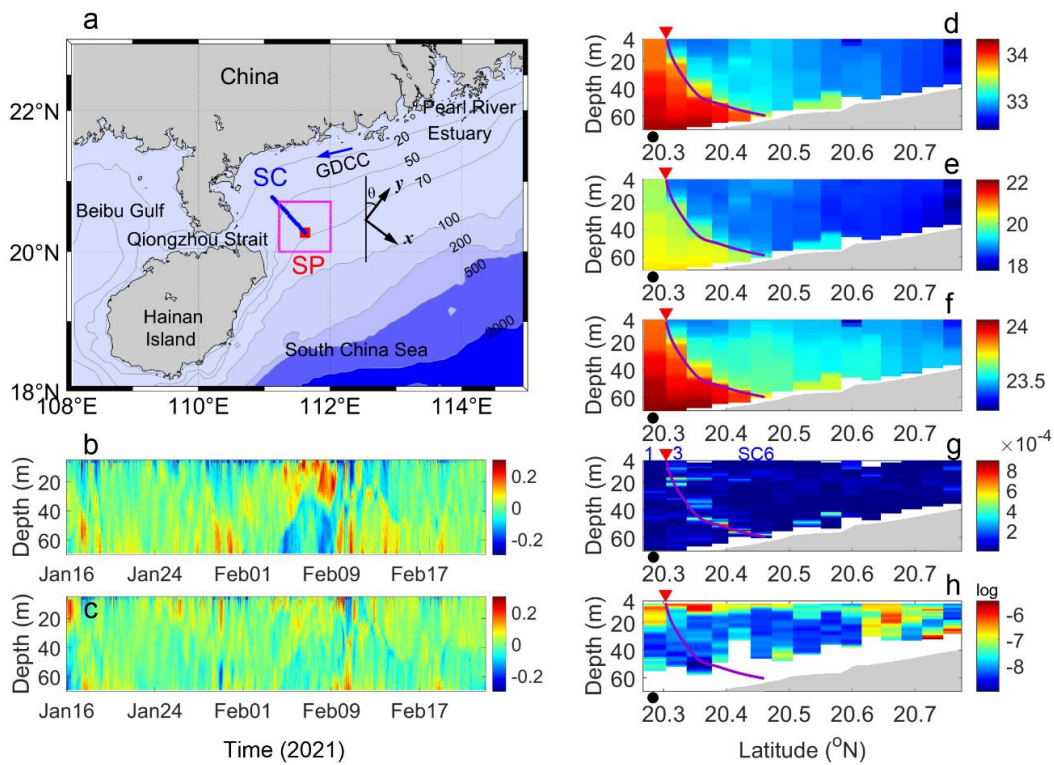 a
China
Pearl River
Estuary
22°N
20
GDCC
50
SC
70
θ
y
x
Beibu Gulf
Qiongzhou Strait
100
20°N
200
SP
500
Hainan
Island
2000
South China Sea
18°N
108°E
110°E
112°E
114°E
b
Depth (m)
20
40
60
0.2
0
-0.2
Jan16
Jan24
Feb01
Feb09
Feb17
c
Depth (m)
20
40
60
0.2
0
-0.2
Jan16
Jan24
Feb01
Feb09
Feb17
Time (2021)
d
Depth (m)
4
20
40
60
34
33
20.3
20.4
20.5
20.6
20.7
e
Depth (m)
4
20
40
60
22
21
20
19
18
20.3
20.4
20.5
20.6
20.7
f
Depth (m)
4
20
40
60
24
23.5
20.3
20.4
20.5
20.6
20.7
g
×10⁻⁴
1
3
SC6
Depth (m)
4
20
40
60
8
6
4
2
20.3
20.4
20.5
20.6
20.7
h
log
Depth (m)
4
20
40
60
-6
-7
-8
20.3
20.4
20.5
20.6
20.7
Latitude (°N)